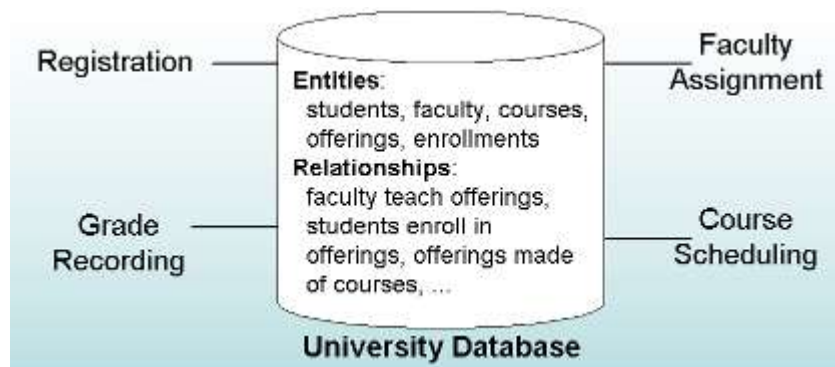 Registration
Faculty
Assignment
Entities:
students, faculty, courses,
offerings, enrollments
Relationships:
faculty teach offerings,
students enroll in
offerings, offerings made
of courses, ...
Grade
Recording
Course
Scheduling
University Database